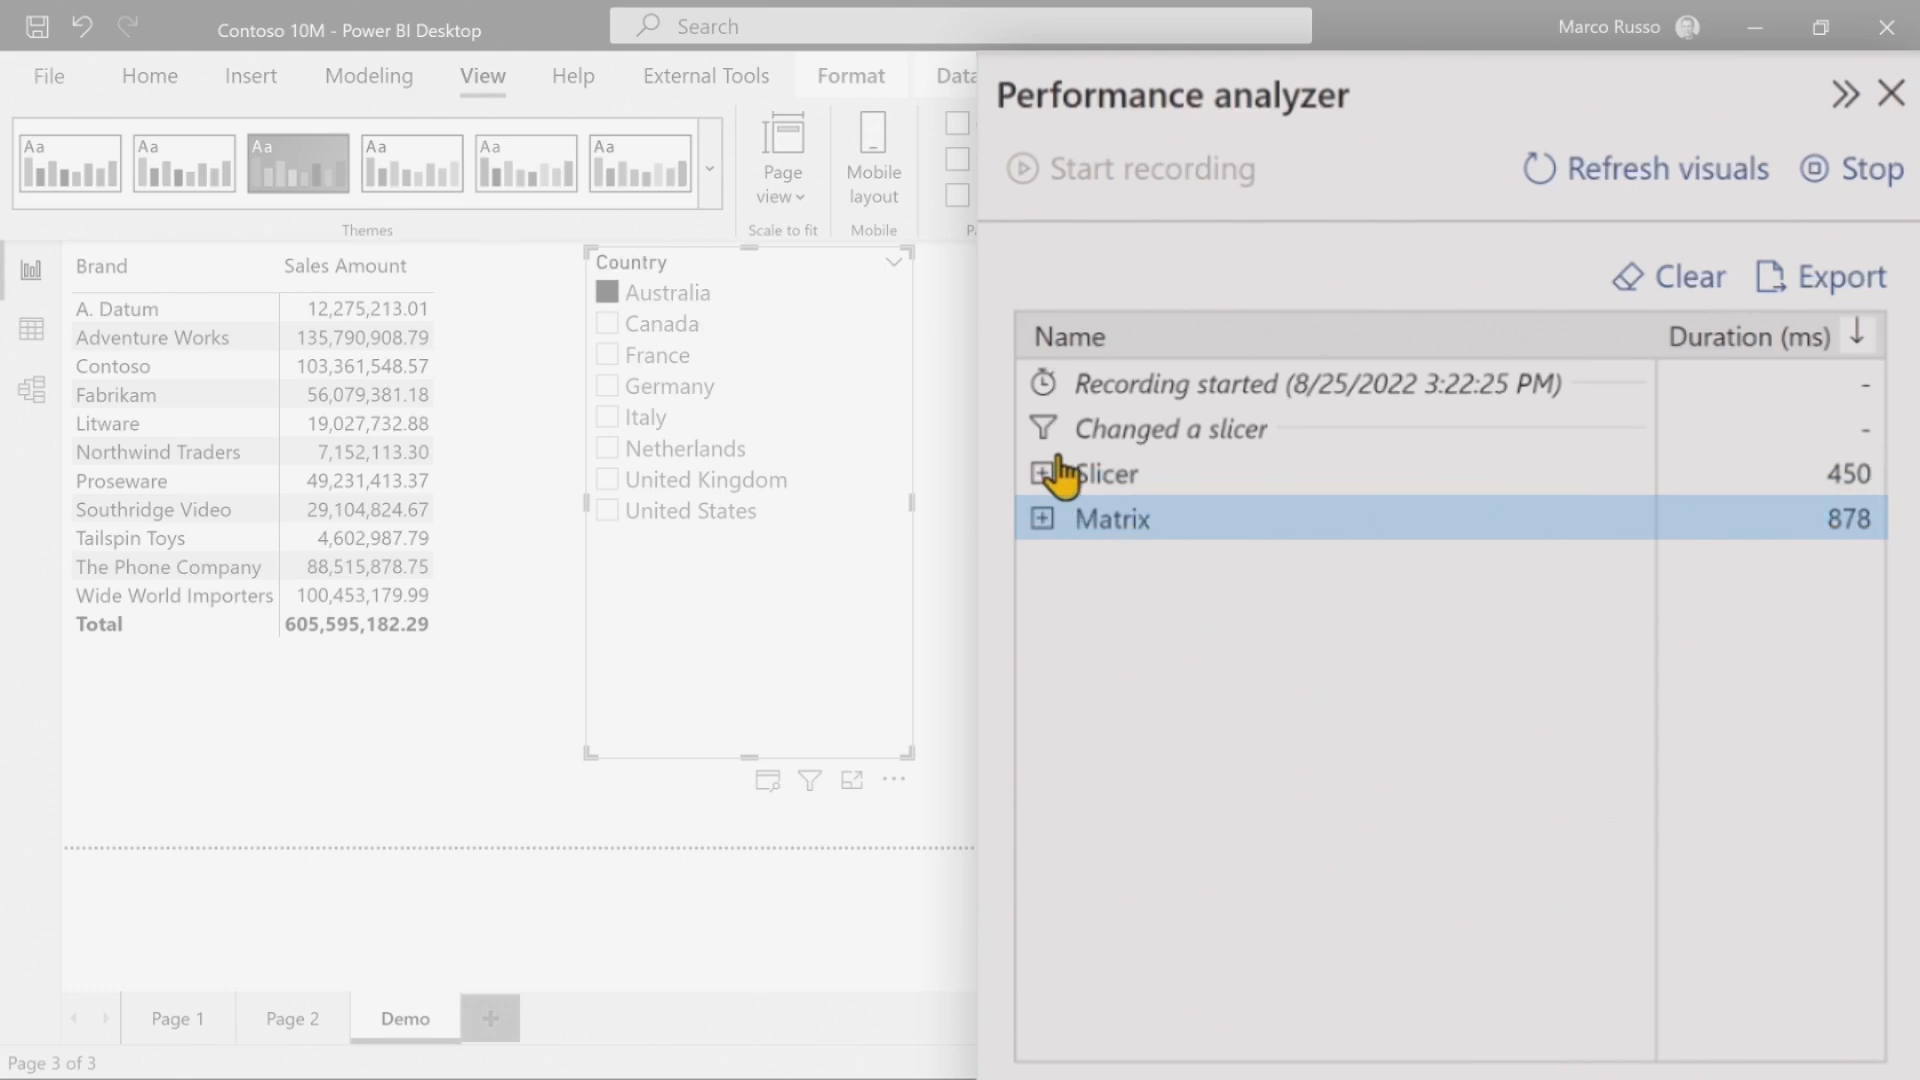 Contoso 10M - Power BI Desktop
Search
Marco Russo
File Home Insert Modeling View Help External Tools Format Data
Performance analyzer
Start recording Refresh visuals Stop
Aa Aa Aa Aa Aa Aa
Page view
Mobile layout
Themes Scale to fit Mobile
Clear Export
Brand Sales Amount
A. Datum 12,275,213.01
Adventure Works 135,790,908.79
Contoso 103,361,548.57
Fabrikam 56,079,381.18
Litware 19,027,732.88
Northwind Traders 7,152,113.30
Proseware 49,231,413.37
Southridge Video 29,104,824.67
Tailspin Toys 4,602,987.79
The Phone Company 88,515,878.75
Wide World Importers 100,453,179.99
Total 605,595,182.29
Country
Australia
Canada
France
Germany
Italy
Netherlands
United Kingdom
United States
Name Duration (ms)
Recording started (8/25/2022 3:22:25 PM) -
Changed a slicer -
Slicer 450
Matrix 878
Page 1 Page 2 Demo
Page 3 of 3